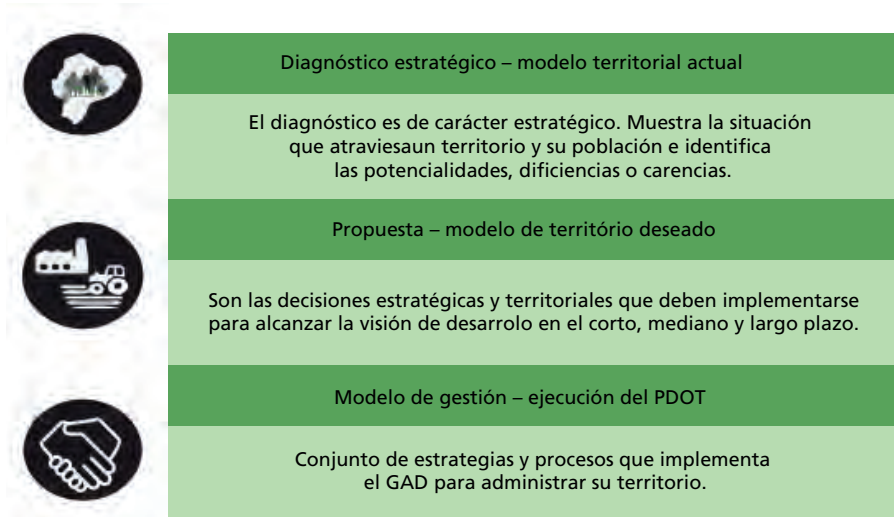 Diagnóstico estratégico – modelo territorial actual
El diagnóstico es de carácter estratégico. Muestra la situación
que atraviesaun territorio y su población e identifica
las potencialidades, dificiencias o carencias.
Propuesta – modelo de território deseado
Son las decisiones estratégicas y territoriales que deben implementarse
para alcanzar la visión de desarrolo en el corto, mediano y largo plazo.
Modelo de gestión – ejecución del PDOT
Conjunto de estrategias y procesos que implementa
el GAD para administrar su territorio.